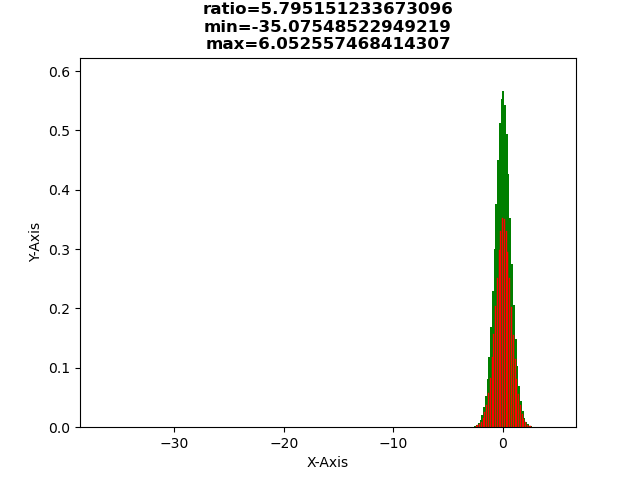 ratio=5.795151233673096
min=-35.07548522949219
max=6.052557468414307
0.6
0.5
0.4
0.3
0.2
0.1
0.0
Y-Axis
−30
−20
−10
0
X-Axis